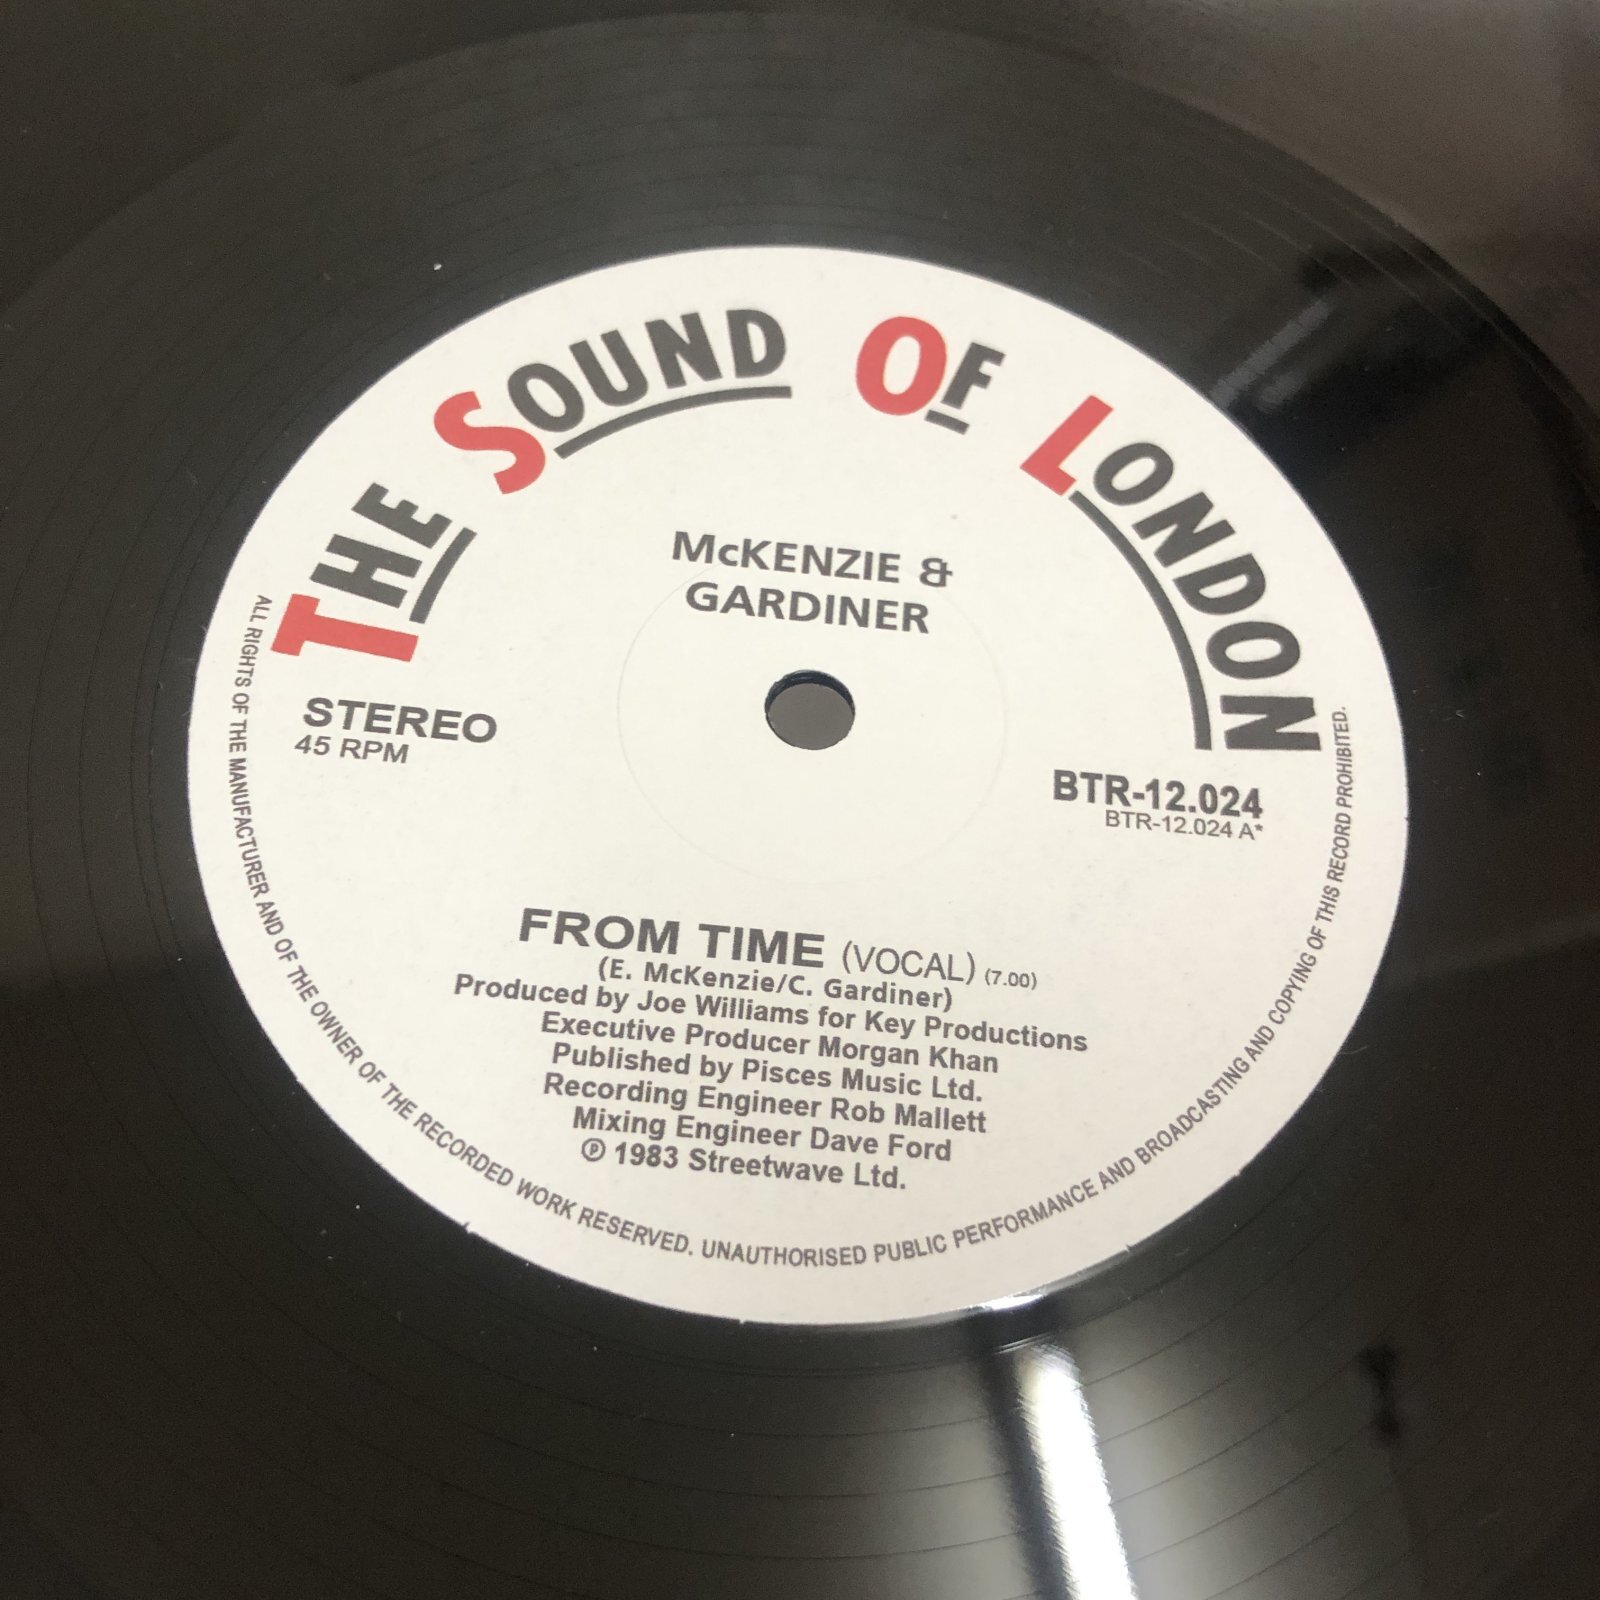 THE SOUND OF LONDON
McKENZIE &
GARDINER
STEREO
45 RPM
BTR-12.024
BTR-12.024 A*
FROM TIME (VOCAL) (7.00)
(E. McKenzie/C. Gardiner)
Produced by Joe Williams for Key Productions
Executive Producer Morgan Khan
Published by Pisces Music Ltd.
Recording Engineer Rob Mallett
Mixing Engineer Dave Ford
℗ 1983 Streetwave Ltd.
ALL RIGHTS OF THE MANUFACTURER AND OF THE OWNER OF THE RECORDED WORK RESERVED. UNAUTHORISED PUBLIC PERFORMANCE AND BROADCASTING AND COPYING OF THIS RECORD PROHIBITED.